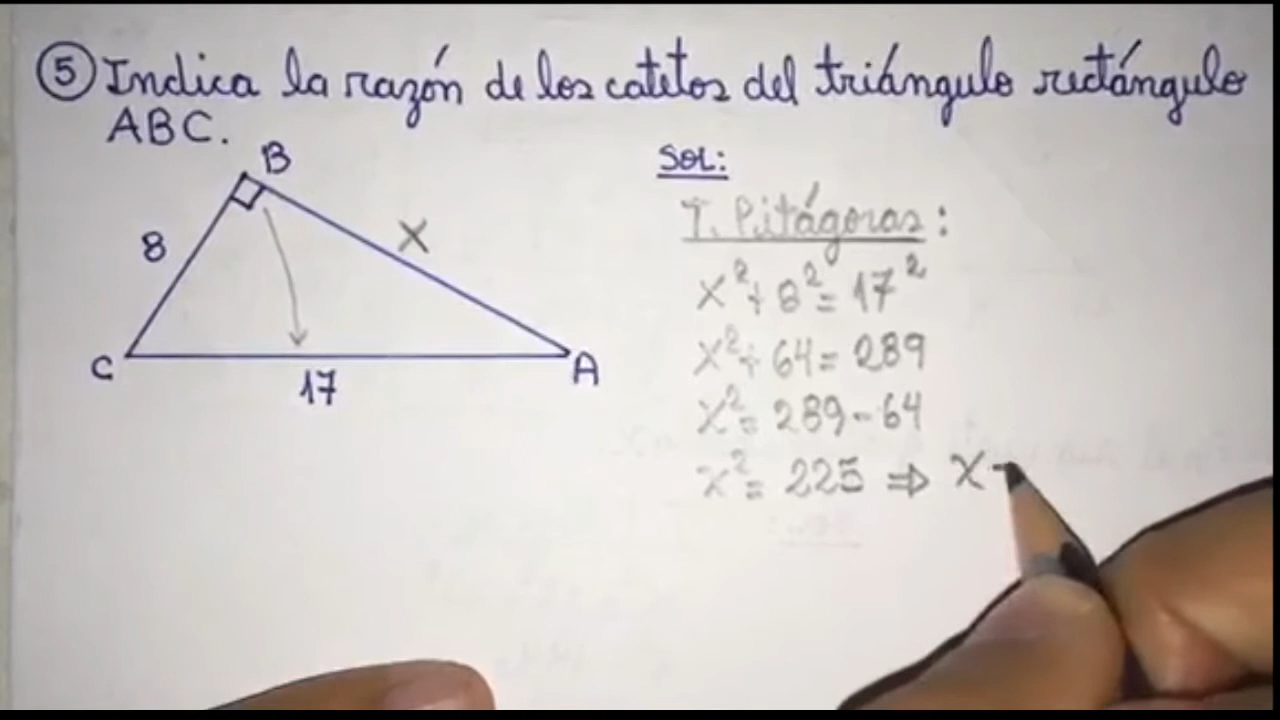 5 Indica la razón de los catetos del triángulo rectángulo
ABC.
B
8
X
C
17
A
SOL:
T. Pitágoras:
x²+8²=17²
x²+64=289
x²=289-64
x²=225 ⇒ x=